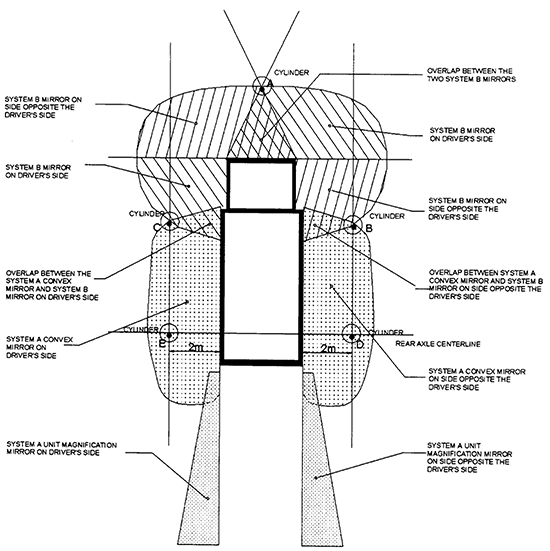 CYLINDER
A
OVERLAP BETWEEN THE
TWO SYSTEM B MIRRORS
SYSTEM B MIRROR ON
SIDE OPPOSITE THE
DRIVER'S SIDE
SYSTEM B MIRROR
ON DRIVER'S SIDE
SYSTEM B MIRROR
ON DRIVER'S SIDE
SYSTEM B MIRROR
ON SIDE OPPOSITE THE
DRIVER'S SIDE
CYLINDER
C
CYLINDER
B
OVERLAP BETWEEN THE
SYSTEM A CONVEX
MIRROR AND SYSTEM B
MIRROR ON DRIVER'S SIDE
OVERLAP BETWEEN SYSTEM A
CONVEX MIRROR AND SYSTEM B
MIRROR ON SIDE OPPOSITE THE
DRIVER'S SIDE
SYSTEM A CONVEX
MIRROR ON
DRIVER'S SIDE
CYLINDER
E
2m
CYLINDER
D
2m
REAR AXLE CENTERLINE
SYSTEM A CONVEX MIRROR
ON SIDE OPPOSITE THE
DRIVER'S SIDE
SYSTEM A UNIT MAGNIFICATION
MIRROR ON DRIVER'S SIDE
SYSTEM A UNIT
MAGNIFICATION MIRROR
ON SIDE OPPOSITE THE
DRIVER'S SIDE